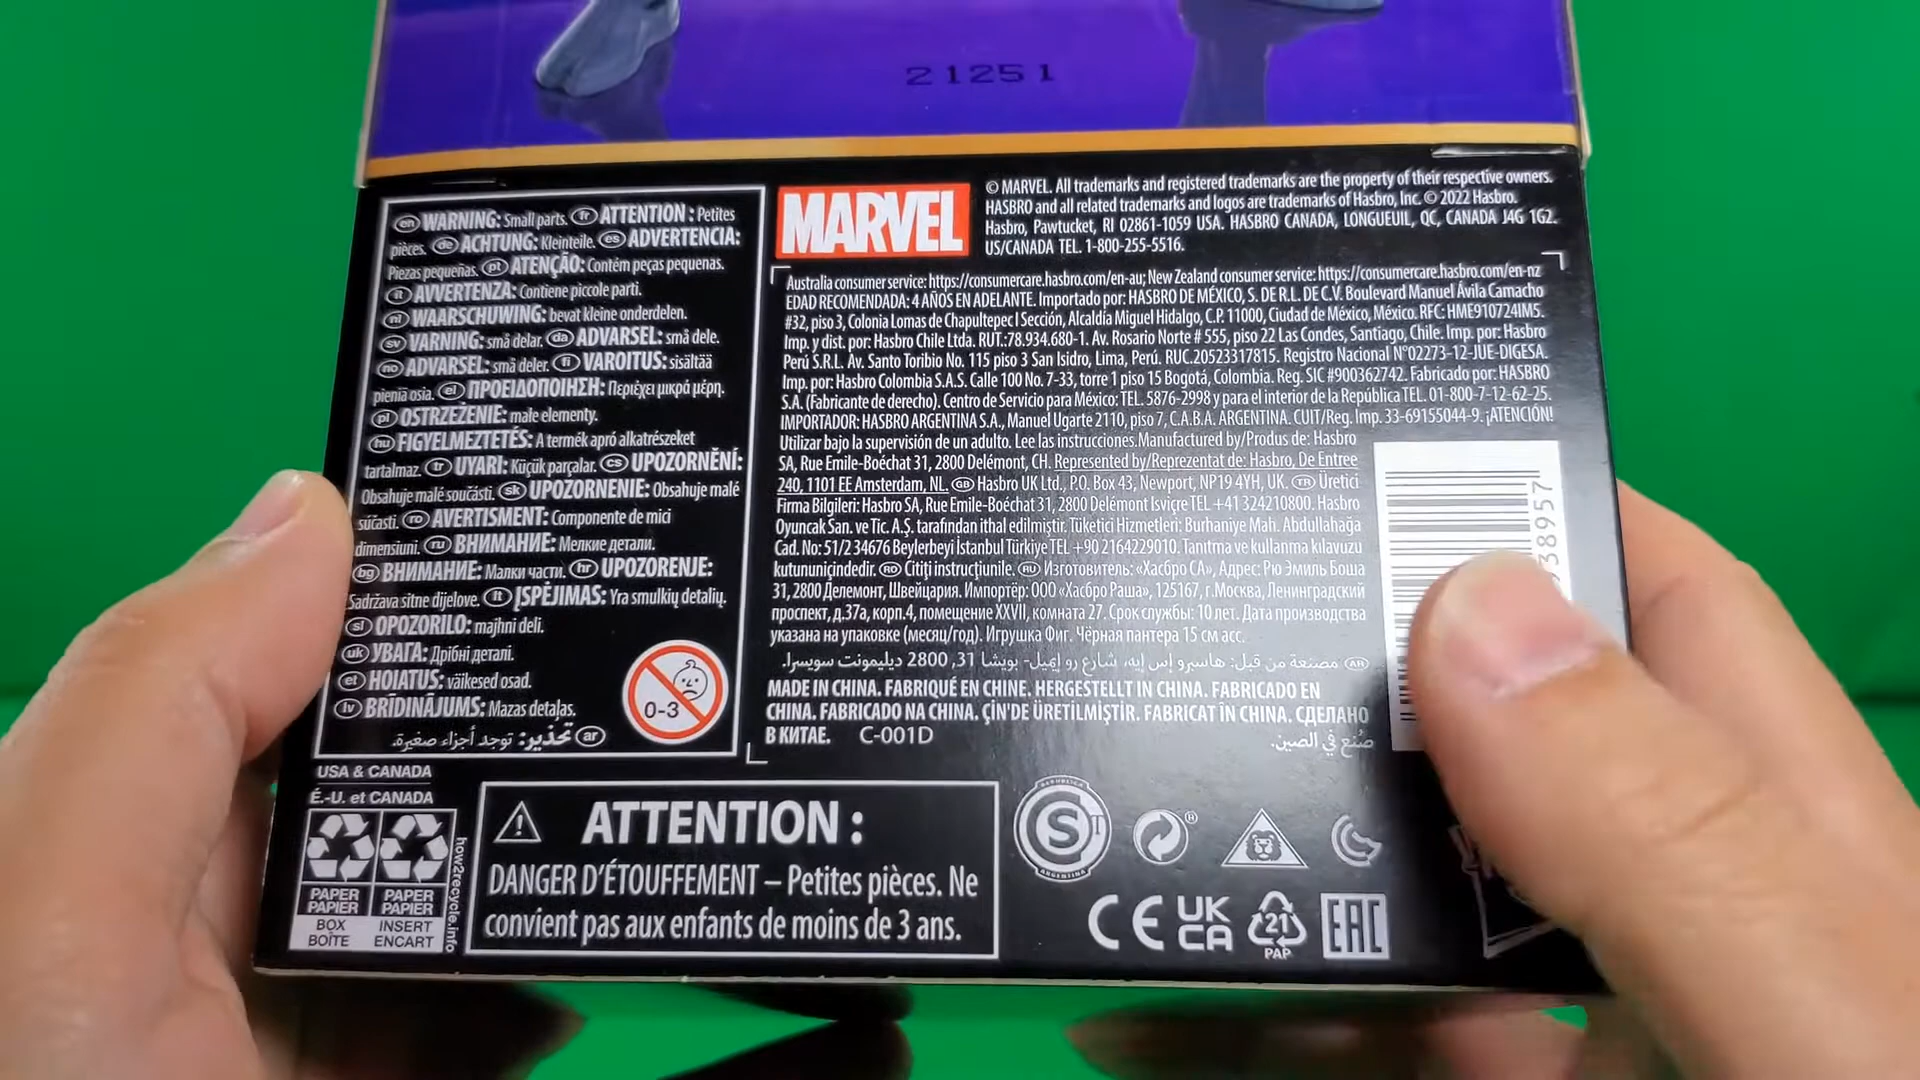 21251
en WARNING: Small parts. fr ATTENTION : Petites
pièces. de ACHTUNG: Kleinteile. es ADVERTENCIA:
Piezas pequeñas. pt ATENÇÃO: Contém peças pequenas.
it AVVERTENZA: Contiene piccole parti.
nl WAARSCHUWING: bevat kleine onderdelen.
sv VARNING: små delar. da ADVARSEL: små dele.
no ADVARSEL: små deler. fi VAROITUS: sisältää
pieniä osia. el ΠΡΟΕΙΔΟΠΟΙΗΣΗ: Περιέχει μικρά μέρη.
pl OSTRZEŻENIE: małe elementy.
hu FIGYELMEZTETÉS: A termék apró alkatrészeket
tartalmaz. tr UYARI: Küçük parçalar. cs UPOZORNĚNÍ:
Obsahuje malé součásti. sk UPOZORNENIE: Obsahuje malé
súčasti. ro AVERTISMENT: Componente de mici
dimensiuni. ru ВНИМАНИЕ: Мелкие детали.
bg ВНИМАНИЕ: Малки части. hr UPOZORENJE:
Sadržava sitne dijelove. lt ĮSPĖJIMAS: Yra smulkių detalių.
sl OPOZORILO: majhni deli.
uk УВАГА: Дрібні деталі.
et HOIATUS: väikesed osad.
lv BRĪDINĀJUMS: Mazas detaļas.
ar تحذير: توجد أجزاء صغيرة.
0-3
MARVEL
© MARVEL. All trademarks and registered trademarks are the property of their respective owners.
HASBRO and all related trademarks and logos are trademarks of Hasbro, Inc. © 2022 Hasbro.
Hasbro, Pawtucket, RI 02861-1059 USA. HASBRO CANADA, LONGUEUIL, QC, CANADA J4G 1G2.
US/CANADA TEL. 1-800-255-5516.
Australia consumer service: https://consumercare.hasbro.com/en-au; New Zealand consumer service: https://consumercare.hasbro.com/en-nz
EDAD RECOMENDADA: 4 AÑOS EN ADELANTE. Importado por: HASBRO DE MÉXICO, S. DE R.L. DE C.V. Boulevard Manuel Ávila Camacho
#32, piso 3, Colonia Lomas de Chapultepec I Sección, Alcaldía Miguel Hidalgo, C.P. 11000, Ciudad de México, México. RFC: HME910724IM5.
Imp. y dist. por: Hasbro Chile Ltda. RUT.:78.934.680-1. Av. Rosario Norte # 555, piso 22 Las Condes, Santiago, Chile. Imp. por: Hasbro
Perú S.R.L. Av. Santo Toribio No. 115 piso 3 San Isidro, Lima, Perú. RUC.20523317815. Registro Nacional N°02273-12-JUE-DIGESA.
Imp. por: Hasbro Colombia S.A.S. Calle 100 No. 7-33, torre 1 piso 15 Bogotá, Colombia. Reg. SIC #900362742. Fabricado por: HASBRO
S.A. (Fabricante de derecho). Centro de Servicio para México: TEL. 5876-2998 y para el interior de la República TEL. 01-800-7-12-62-25.
IMPORTADOR: HASBRO ARGENTINA S.A., Manuel Ugarte 2110, piso 7, C.A.B.A. ARGENTINA. CUIT/Reg. Imp. 33-69155044-9. ¡ATENCIÓN!
Utilizar bajo la supervisión de un adulto. Lee las instrucciones. Manufactured by/Produs de: Hasbro
SA, Rue Emile-Boéchat 31, 2800 Delémont, CH. Represented by/Reprezentat de: Hasbro, De Entree
240, 1101 EE Amsterdam, NL. GB Hasbro UK Ltd., P.O. Box 43, Newport, NP19 4YH, UK. TR Üretici
Firma Bilgileri: Hasbro SA, Rue Emile-Boéchat 31, 2800 Delémont İsviçre TEL +41 324210800. Hasbro
Oyuncak San. ve Tic. A.Ş. tarafından ithal edilmiştir. Tüketici Hizmetleri: Burhaniye Mah. Abdullahağa
Cad. No: 51/2 34676 Beylerbeyi İstanbul Türkiye TEL +90 2164229010. Tanıtma ve kullanma kılavuzu
kutunun içindedir. RO Citiți instrucțiunile. RU Изготовитель: «Хасбро СА», Адрес: Рю Эмиль Боша
31, 2800 Делемонт, Швейцария. Импортёр: ООО «Хасбро Раша», 125167, г. Москва, Ленинградский
проспект, д.37а, корп.4, помещение XXVII, комната 27. Срок службы: 10 лет. Дата производства
указана на упаковке (месяц/год). Игрушка Фиг. Чёрная пантера 15 см асс.
AR مصنعة من قبل: هاسبرو إس إيه، شارع رو إميل- بويشا 31, 2800 ديليمونت سويسرا.
MADE IN CHINA. FABRIQUÉ EN CHINE. HERGESTELLT IN CHINA. FABRICADO EN
CHINA. FABRICADO NA CHINA. ÇİN'DE ÜRETİLMİŞTİR. FABRICAT ÎN CHINA. СДЕЛАНО
В КИТАЕ. C-001D صُنع في الصين.
38957
USA & CANADA
É.-U. et CANADA
PAPER PAPER
PAPIER PAPIER
BOX INSERT
BOÎTE ENCART
how2recycle.info
ATTENTION :
DANGER D'ÉTOUFFEMENT – Petites pièces. Ne
convient pas aux enfants de moins de 3 ans.
S T
ARGENTINA
CE UK CA 21 EAC
PAP